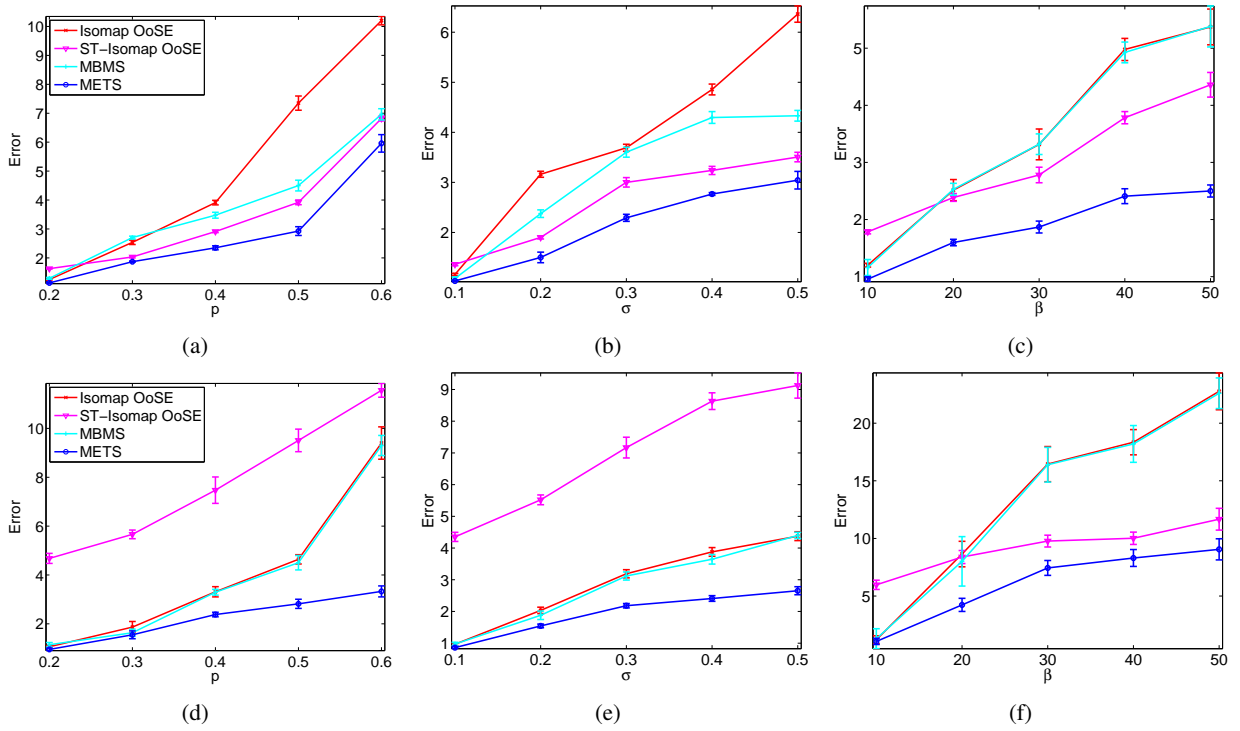 10
9
8
7
6
5
4
3
2
Error
0.2 0.3 0.4 0.5 0.6
p
Isomap OoSE
ST-Isomap OoSE
MBMS
METS
(a)
6
5
4
3
2
Error
0.1 0.2 0.3 0.4 0.5
σ
(b)
5
4
3
2
1
Error
10 20 30 40 50
β
(c)
10
8
6
4
2
Error
0.2 0.3 0.4 0.5 0.6
p
Isomap OoSE
ST-Isomap OoSE
MBMS
METS
(d)
9
8
7
6
5
4
3
2
1
Error
0.1 0.2 0.3 0.4 0.5
σ
(e)
20
15
10
5
Error
10 20 30 40 50
β
(f)